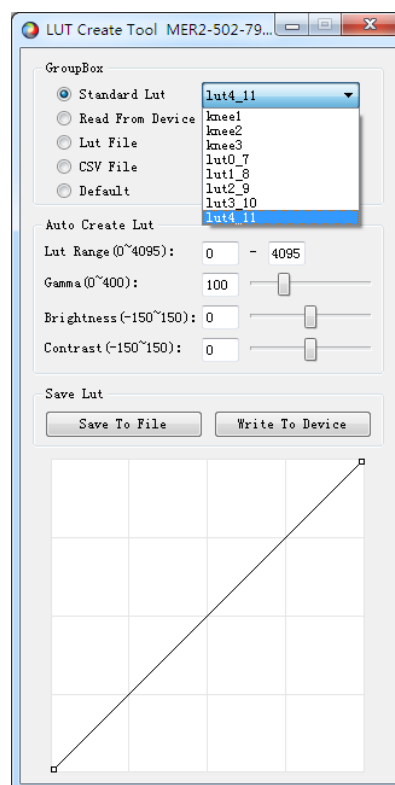 LUT Create Tool MER2-502-79...
GroupBox
Standard Lut lut4_11
Read From Device knee1
knee2
Lut File knee3
lut0_7
CSV File lut1_8
lut2_9
Default lut3_10
lut4_11
Auto Create Lut
Lut Range(0~4095): 0 - 4095
Gamma(0~400): 100
Brightness(-150~150): 0
Contrast(-150~150): 0
Save Lut
Save To File Write To Device